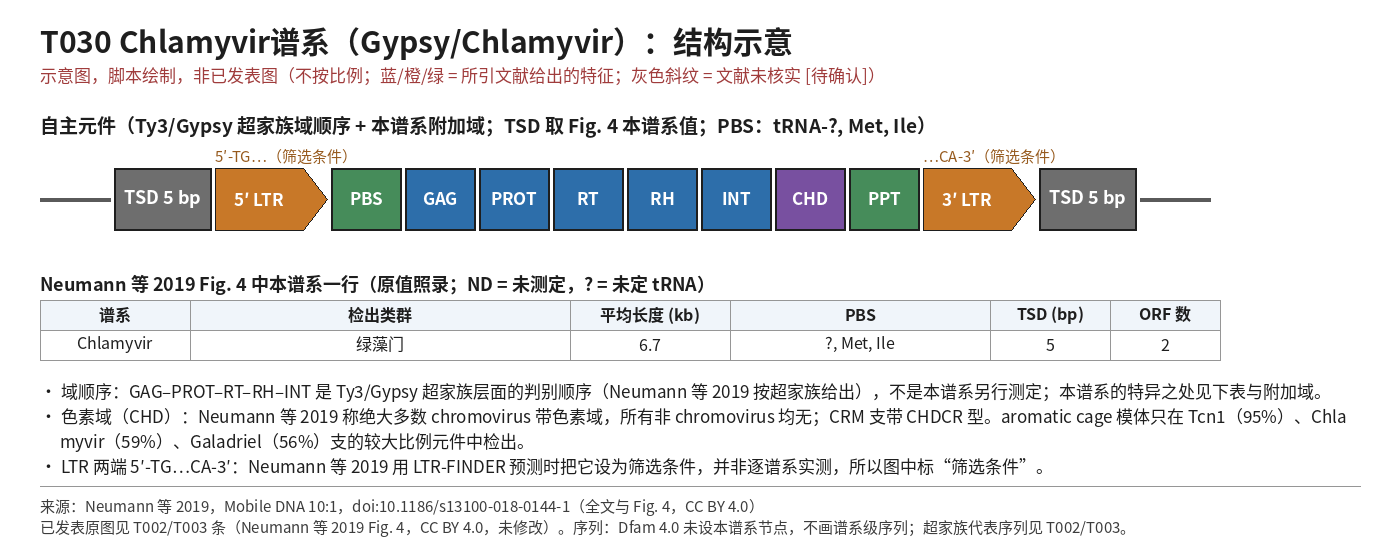 T030 Chlamyvir谱系（Gypsy/Chlamyvir）：结构示意
示意图，脚本绘制，非已发表图（不按比例；蓝/橙/绿 = 所引文献给出的特征；灰色斜纹 = 文献未核实 [待确认]）
自主元件（Ty3/Gypsy 超家族域顺序 + 本谱系附加域；TSD 取 Fig. 4 本谱系值；PBS：tRNA-?, Met, Ile）
5′-TG…（筛选条件） …CA-3′（筛选条件）
TSD 5 bp 5′ LTR PBS GAG PROT RT RH INT CHD PPT 3′ LTR TSD 5 bp
Neumann 等 2019 Fig. 4 中本谱系一行（原值照录；ND = 未测定，? = 未定 tRNA）
谱系 检出类群 平均长度 (kb) PBS TSD (bp) ORF 数
Chlamyvir 绿藻门 6.7 ?, Met, Ile 5 2
・ 域顺序：GAG–PROT–RT–RH–INT 是 Ty3/Gypsy 超家族层面的判别顺序（Neumann 等 2019 按超家族给出），不是本谱系另行测定；本谱系的特异之处见下表与附加域。
・ 色素域（CHD）：Neumann 等 2019 称绝大多数 chromovirus 带色素域，所有非 chromovirus 均无；CRM 支带 CHDCR 型。aromatic cage 模体只在 Tcn1（95%）、Chla
myvir（59%）、Galadriel（56%）支的较大比例元件中检出。
・ LTR 两端 5′-TG…CA-3′：Neumann 等 2019 用 LTR-FINDER 预测时把它设为筛选条件，并非逐谱系实测，所以图中标“筛选条件”。
来源：Neumann 等 2019，Mobile DNA 10:1，doi:10.1186/s13100-018-0144-1（全文与 Fig. 4，CC BY 4.0）
已发表原图见 T002/T003 条（Neumann 等 2019 Fig. 4，CC BY 4.0，未修改）。序列：Dfam 4.0 未设本谱系节点，不画谱系级序列；超家族代表序列见 T002/T003。